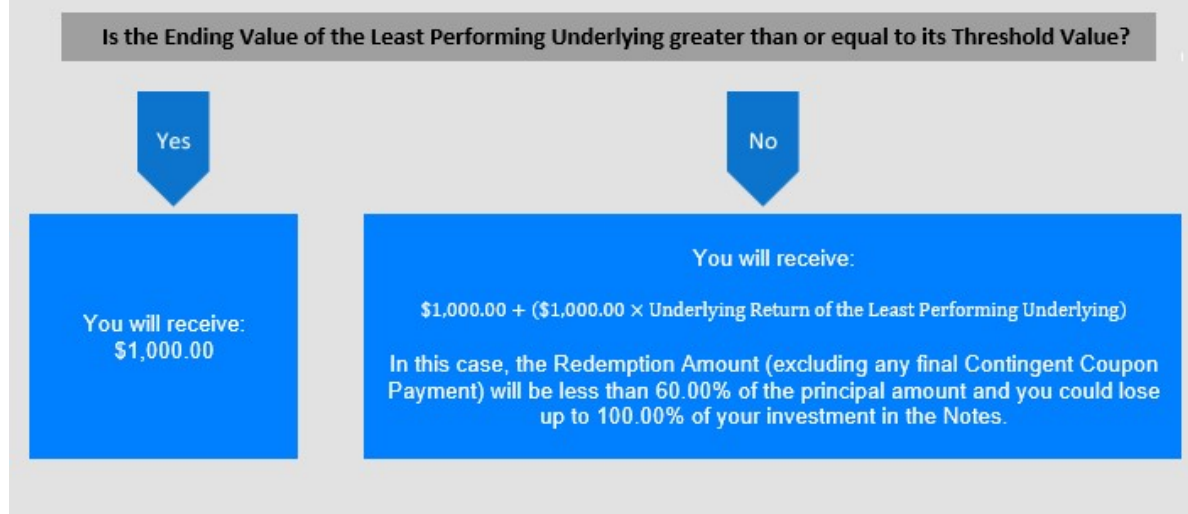 Is the Ending Value of the Least Performing Underlying greater than or equal to its Threshold Value?
Yes
No
You will receive:
$1,000.00
You will receive:
$1,000.00 + ($1,000.00 × Underlying Return of the Least Performing Underlying)
In this case, the Redemption Amount (excluding any final Contingent Coupon
Payment) will be less than 60.00% of the principal amount and you could lose
up to 100.00% of your investment in the Notes.